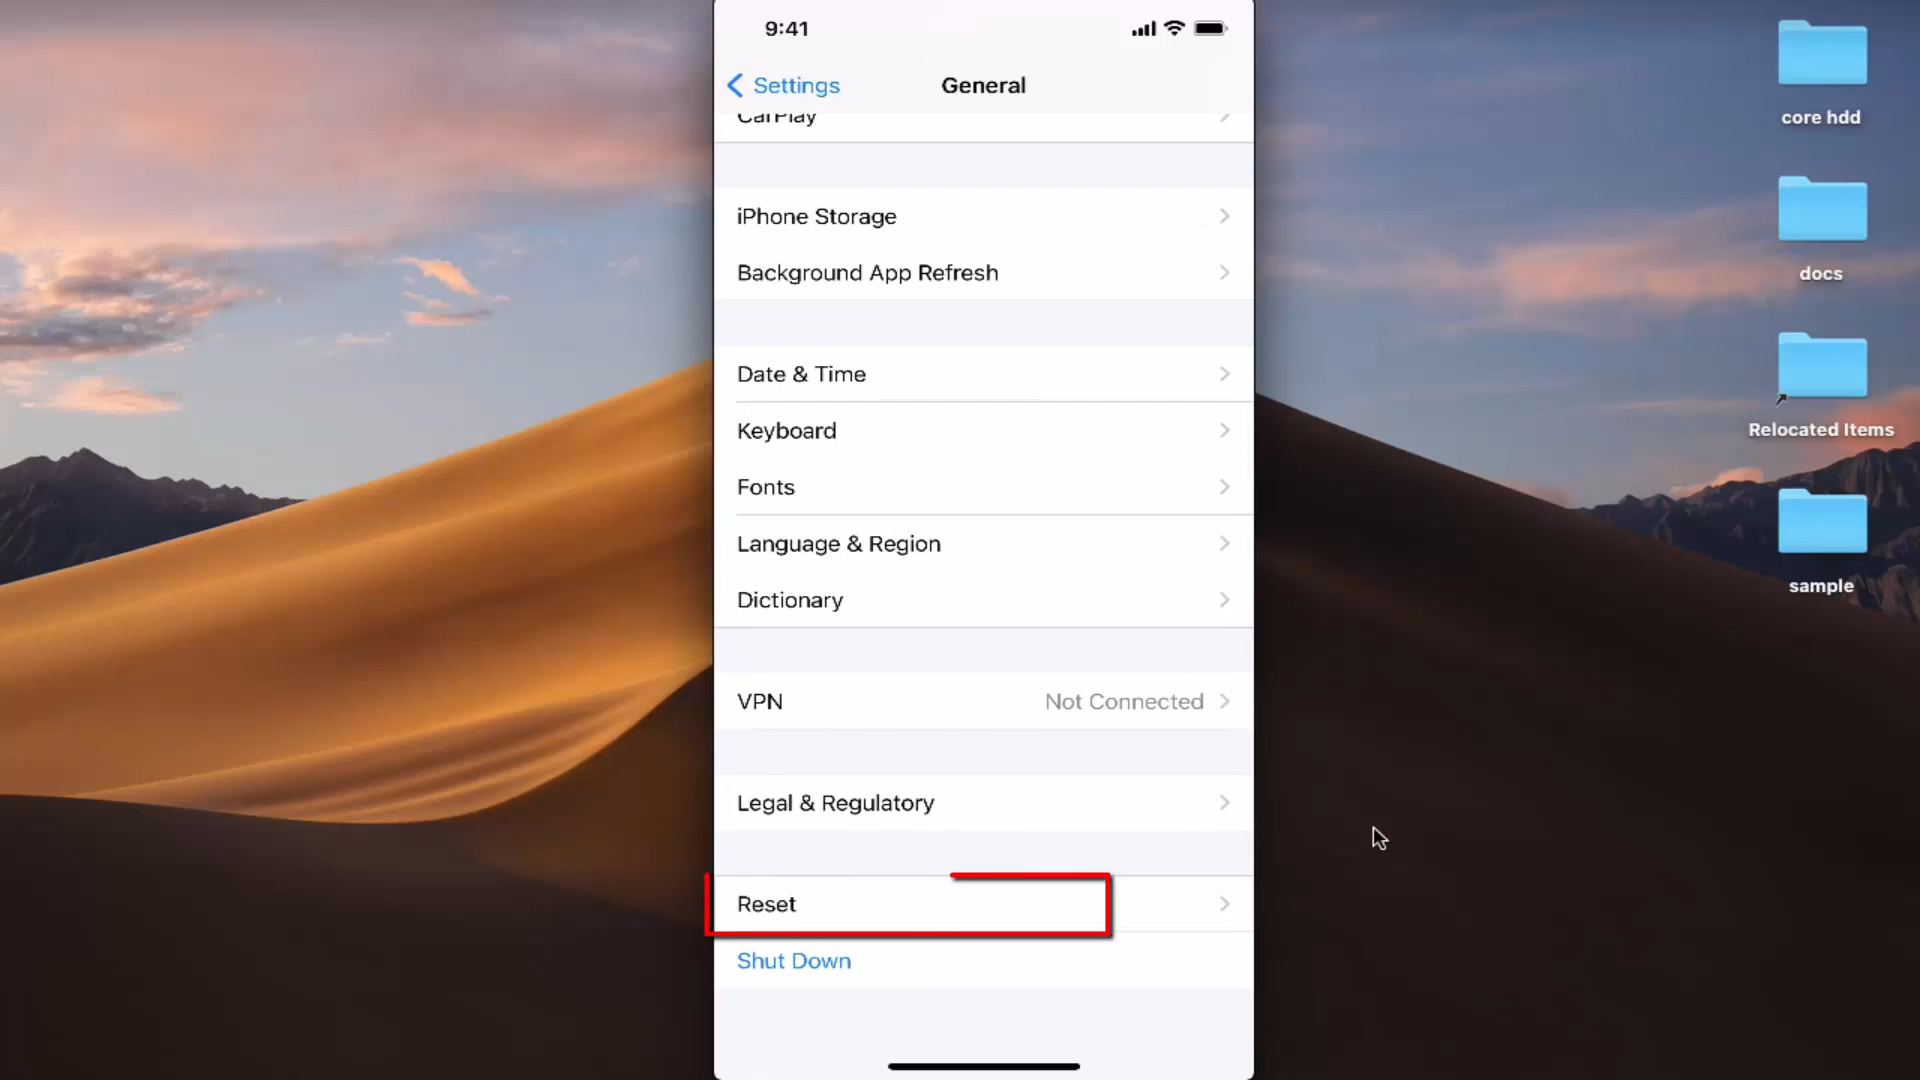 9:41
Settings
General
CarPlay
iPhone Storage
Background App Refresh
Date & Time
Keyboard
Fonts
Language & Region
Dictionary
VPN
Not Connected
Legal & Regulatory
Reset
Shut Down
core hdd
docs
Relocated Items
sample